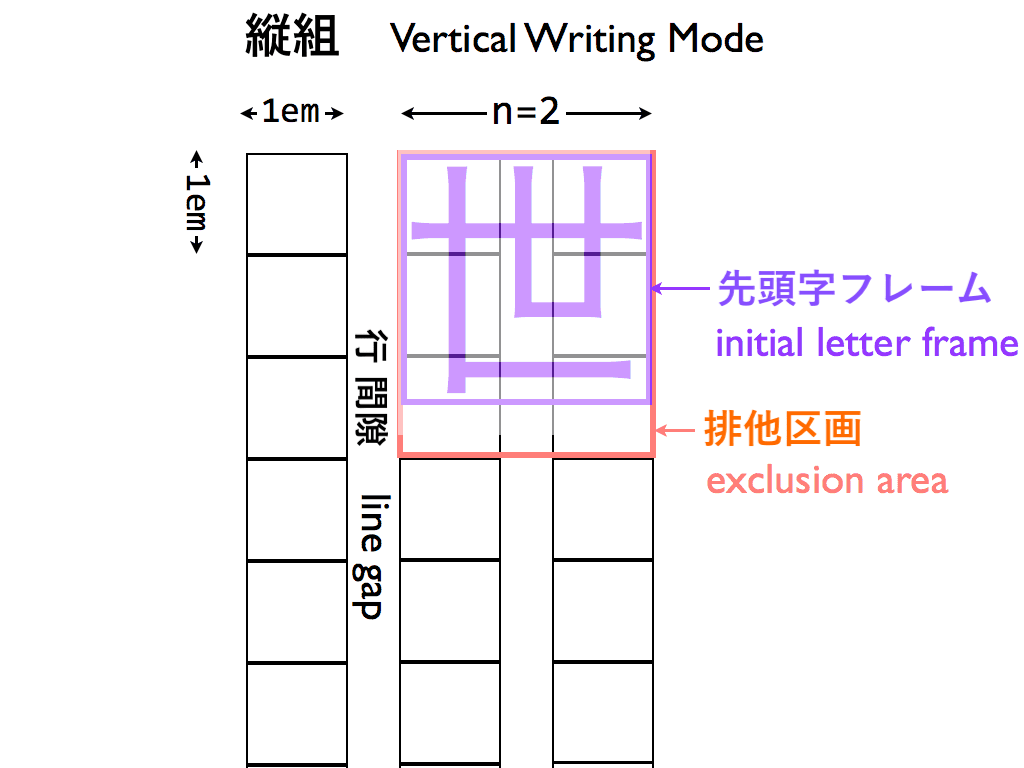 縦組 Vertical Writing Mode
1em
n=2
1em
世
先頭字フレーム
initial letter frame
行間隙
line gap
排他区画
exclusion area